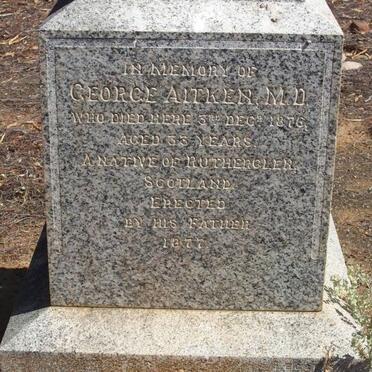 IN MEMORY OF
GEORGE AITKEN, M.D.
WHO DIED HERE 3RD DECR 1876,
AGED 33 YEARS.
A NATIVE OF RUTHERGLEN,
SCOTLAND.
ERECTED
BY HIS FATHER
1877